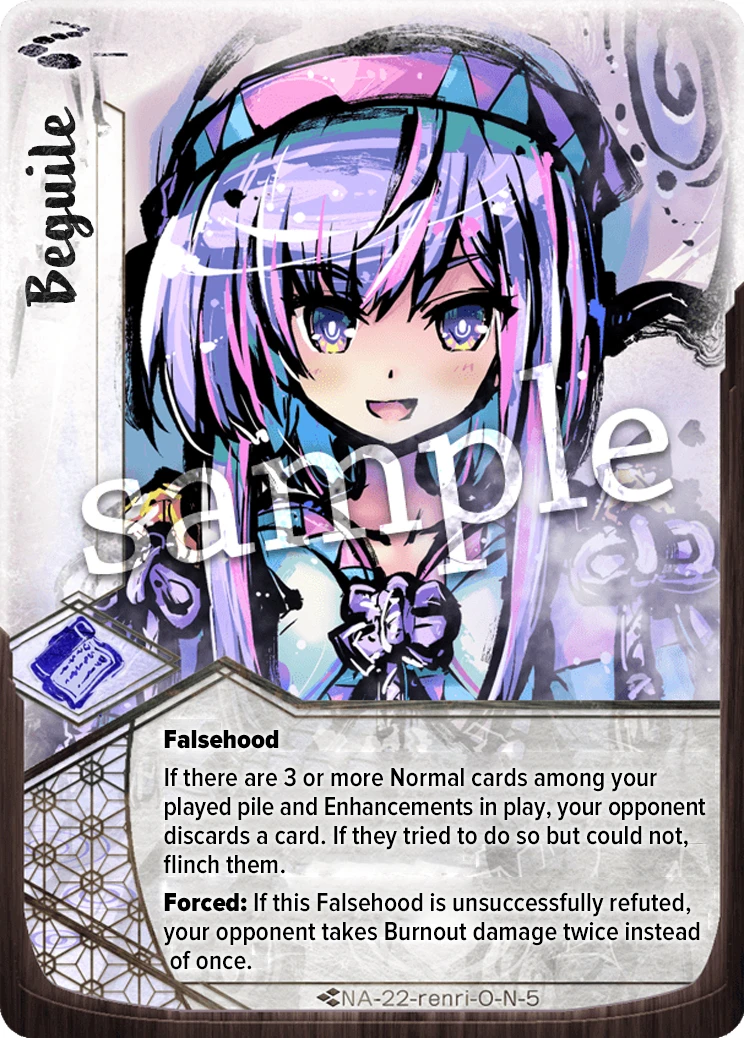 Beguile
sample
Falsehood
If there are 3 or more Normal cards among your
played pile and Enhancements in play, your opponent
discards a card. If they tried to do so but could not,
flinch them.
Forced: If this Falsehood is unsuccessfully refuted,
your opponent takes Burnout damage twice instead
of once.
NA-22-renri-O-N-5